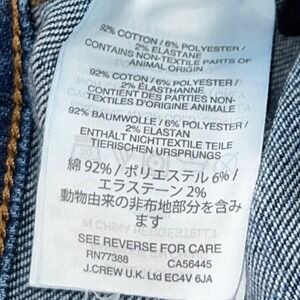 92% COTTON / 6% POLYESTER /
2% ELASTANE
CONTAINS NON-TEXTILE PARTS OF
ANIMAL ORIGIN
92% COTON / 6% POLYESTER /
2% ÉLASTHANNE
CONTIENT DES PARTIES NON-
TEXTILES D'ORIGINE ANIMALE
92% BAUMWOLLE / 6% POLYESTER /
2% ELASTAN
ENTHÄLT NICHTTEXTILE TEILE
TIERISCHEN URSPRUNGS
綿 92% / ポリエステル 6% /
エラステーン 2%
動物由来の非布地部分を含み
ます
SEE REVERSE FOR CARE
RN77388 CA56445
J.CREW U.K. Ltd EC4V 6JA